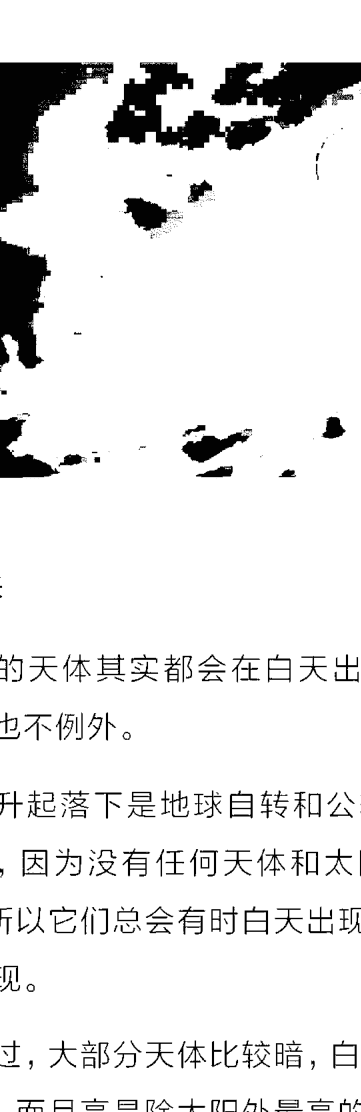 的天体其实都会在白天出
也不例外。
升起落下是地球自转和公
，因为没有任何天体和太
所以它们总会有时白天出现
现。
过，大部分天体比较暗，白